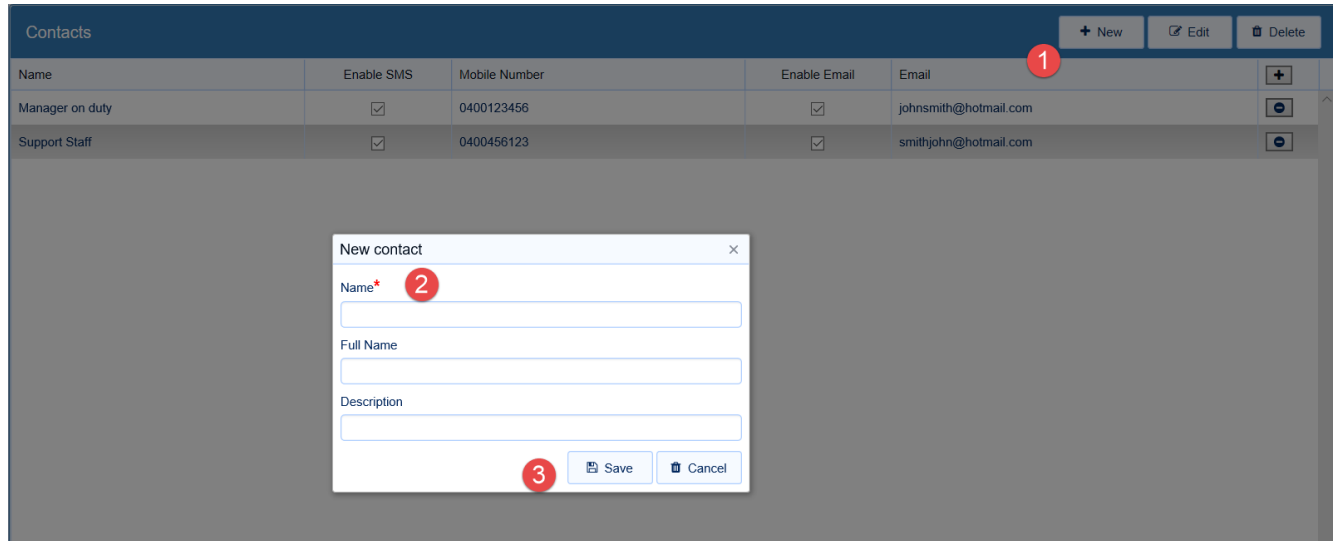 Contacts + New Edit Delete
1
Name Enable SMS Mobile Number Enable Email Email +
Manager on duty 0400123456 johnsmith@hotmail.com
Support Staff 0400456123 smithjohn@hotmail.com
New contact ×
Name* 2
Full Name
Description
3 Save Cancel